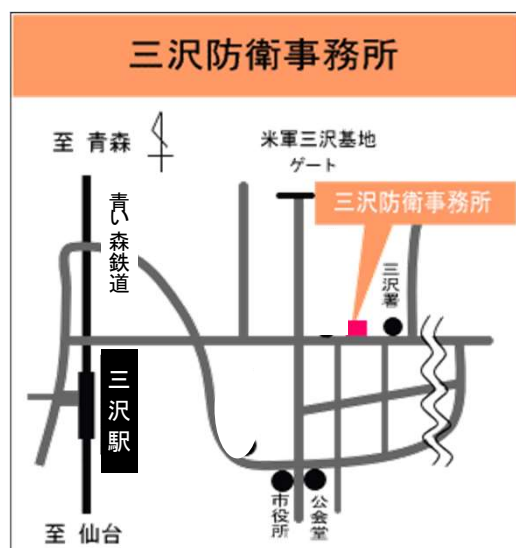 三沢防衛事務所
至 青森
米軍三沢基地
ゲート
三沢防衛事務所
青い森鉄道
三沢署
三沢駅
市役所
公会堂
至 仙台